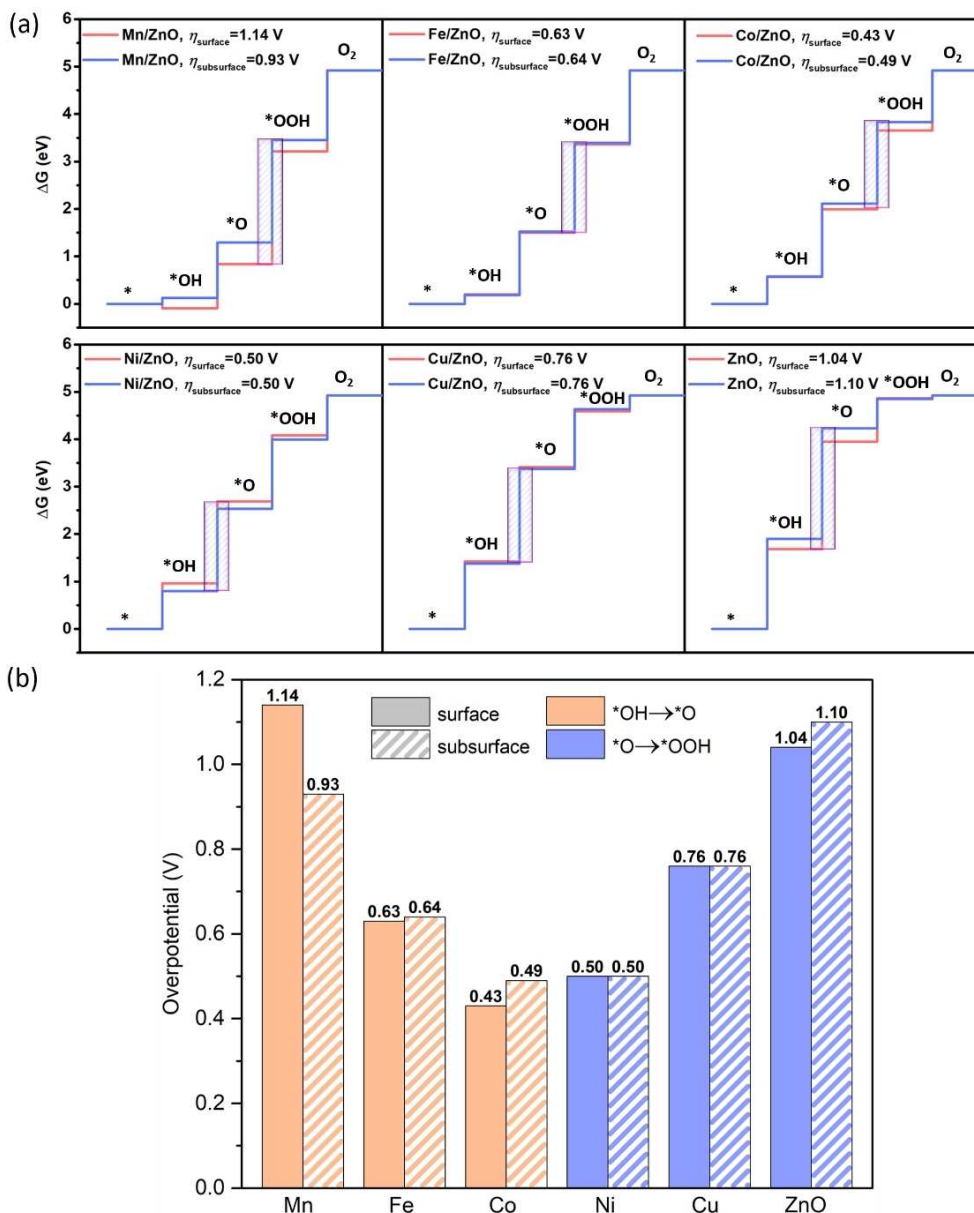 (a)
Mn/ZnO, ηsurface=1.14 V
Mn/ZnO, ηsubsurface=0.93 V
O2
*OOH
*O
*OH
*
Fe/ZnO, ηsurface=0.63 V
Fe/ZnO, ηsubsurface=0.64 V
O2
*OOH
*O
*OH
*
Co/ZnO, ηsurface=0.43 V
Co/ZnO, ηsubsurface=0.49 V
O2
*OOH
*O
*OH
*
6
5
4
3
2
1
0
ΔG (eV)
Ni/ZnO, ηsurface=0.50 V
Ni/ZnO, ηsubsurface=0.50 V
O2
*OOH
*O
*OH
*
Cu/ZnO, ηsurface=0.76 V
Cu/ZnO, ηsubsurface=0.76 V
O2
*OOH
*O
*OH
*
ZnO, ηsurface=1.04 V
ZnO, ηsubsurface=1.10 V
*OOH
O2
*O
*OH
*
6
5
4
3
2
1
0
ΔG (eV)
(b)
1.2
1.0
0.8
0.6
0.4
0.2
0.0
Overpotential (V)
surface
*OH→*O
subsurface
*O→*OOH
1.14
0.93
0.63
0.64
0.43
0.49
0.50
0.50
0.76
0.76
1.04
1.10
Mn
Fe
Co
Ni
Cu
ZnO